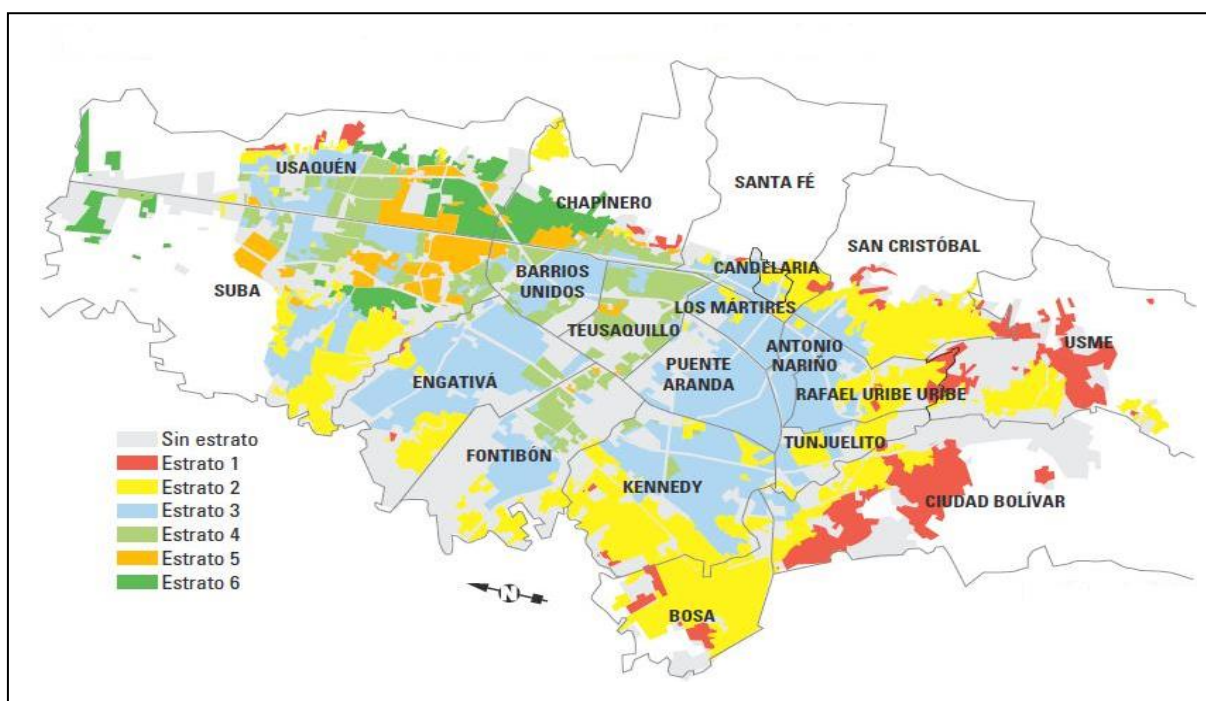 SANTA FÉ
USAQUÉN
CHAPINERO
SAN CRISTÓBAL
CANDELARIA
BARRIOS
UNIDOS
SUBA
LOS MÁRTIRES
TEUSAQUILLO
USME
ANTONIO
NARIÑO
PUENTE
ARANDA
ENGATIVÁ
RAFAEL URIBE URIBE
TUNJUELITO
FONTIBÓN
KENNEDY
CIUDAD BOLÍVAR
BOSA
Sin estrato
Estrato 1
Estrato 2
Estrato 3
Estrato 4
Estrato 5
Estrato 6
N